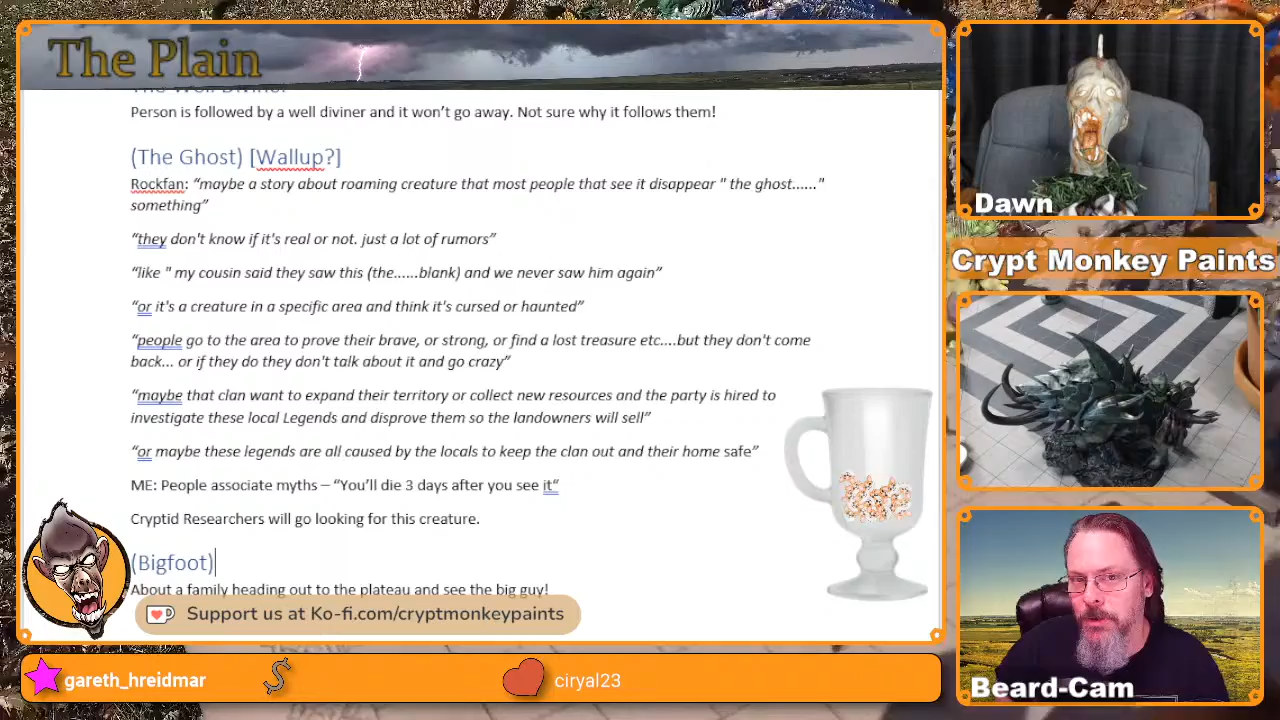 The Plain
The Well Diviner
Person is followed by a well diviner and it won't go away. Not sure why it follows them!
(The Ghost) [Wallup?]
Rockfan: “maybe a story about roaming creature that most people that see it disappear " the ghost......"
something”
“they don't know if it's real or not. just a lot of rumors”
“like " my cousin said they saw this (the......blank) and we never saw him again”
“or it's a creature in a specific area and think it's cursed or haunted”
“people go to the area to prove their brave, or strong, or find a lost treasure etc....but they don't come
back... or if they do they don't talk about it and go crazy”
“maybe that clan want to expand their territory or collect new resources and the party is hired to
investigate these local Legends and disprove them so the landowners will sell”
“or maybe these legends are all caused by the locals to keep the clan out and their home safe”
ME: People associate myths – “You'll die 3 days after you see it“
Cryptid Researchers will go looking for this creature.
(Bigfoot)
About a family heading out to the plateau and see the big guy!
Support us at Ko-fi.com/cryptmonkeypaints
gareth_hreidmar
ciryal23
Dawn
Crypt Monkey Paints
Beard-Cam